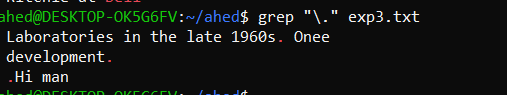 Ritchie at Bell
ahed@DESKTOP-OK5G6FV:~/ahed$ grep "\." exp3.txt
Laboratories in the late 1960s. Onee
development.
.Hi man
ahed@DESKTOP-OK5G6FV:~/ahed$